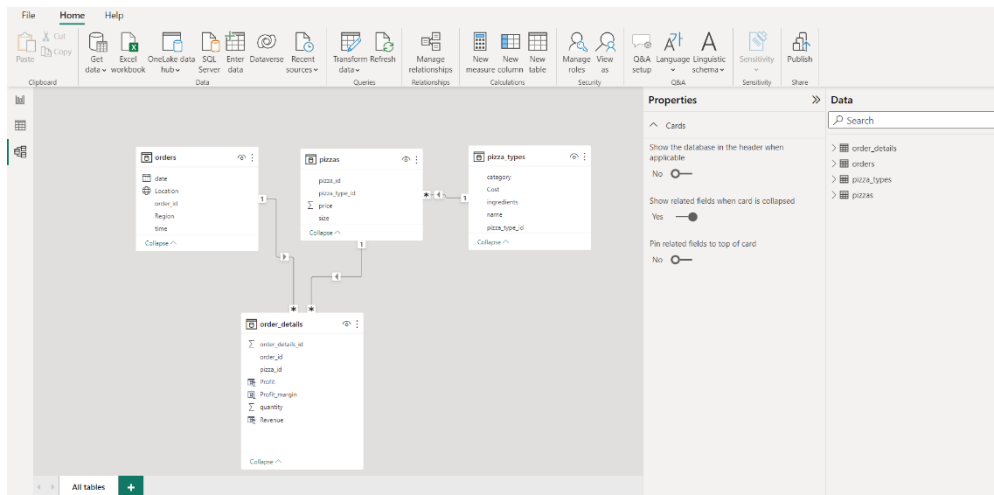 File Home Help
Paste
Cut
Copy
Clipboard
Get data
Excel workbook
OneLake data hub
SQL Server
Enter data
Dataverse
Recent sources
Data
Transform data
Refresh
Queries
Manage relationships
Relationships
New measure
New column
New table
Calculations
Manage roles
View as
Security
Q&A setup
Language
Linguistic schema
Q&A
Sensitivity
Sensitivity
Publish
Share
orders
date
Location
order_id
Region
time
Collapse
pizzas
pizza_id
pizza_type_id
price
size
Collapse
pizza_types
category
Cost
ingredients
name
pizza_type_id
Collapse
1
*
1
1
*
*
order_details
order_details_id
order_id
pizza_id
Profit
Profit_margin
quantity
Revenue
Collapse
Properties
Cards
Show the database in the header when
applicable
No
Show related fields when card is collapsed
Yes
Pin related fields to top of card
No
Data
Search
order_details
orders
pizza_types
pizzas
All tables